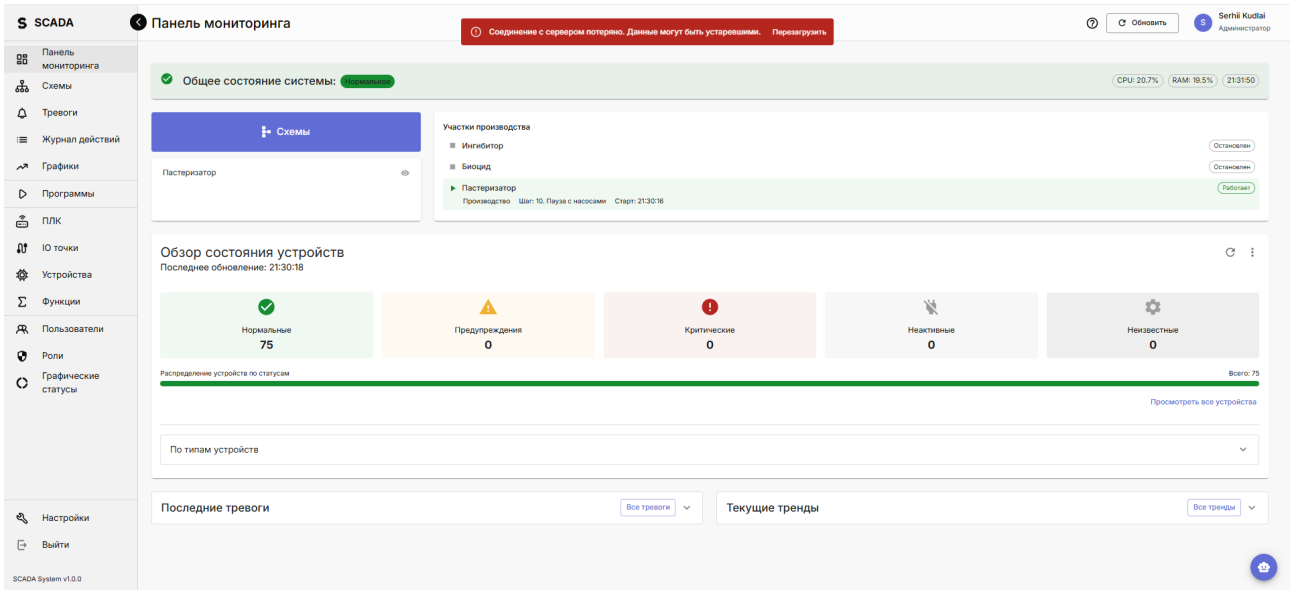 SCADA
Панель мониторинга
Схемы
Тревоги
Журнал действий
Графики
Программы
ПЛК
IO точки
Устройства
Функции
Пользователи
Роли
Графические
статусы
Настройки
Выйти
SCADA System v1.0.0
Панель мониторинга
Соединение с сервером потеряно. Данные могут быть устаревшими. Перезагрузить
Обновить
S
Serhii Kudlai
Администратор
Общее состояние системы: Нормальное
CPU: 20.7% RAM: 19.5% 21:31:50
Схемы
Пастеризатор
Участки производства
Ингибитор Остановлен
Биоцид Остановлен
Пастеризатор Работает
Производство Шаг: 10. Пауза с насосами Старт: 21:30:16
Обзор состояния устройств
Последнее обновление: 21:30:18
Нормальные
75
Предупреждения
0
Критические
0
Неактивные
0
Неизвестные
0
Распределение устройств по статусам Всего: 75
Просмотреть все устройства
По типам устройств
Последние тревоги Все тревоги
Текущие тренды Все тренды